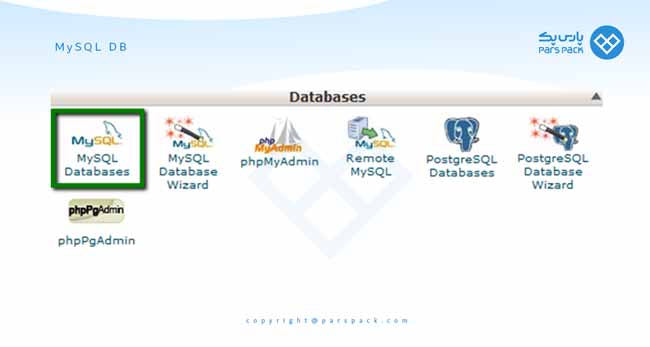 MySQL DB
پارس پک
PARS PACK
Databases
MySQL
MySQL
Databases
MySQL
MySQL
Database
Wizard
php
MyAdmin
phpMyAdmin
MySQL
Remote
MySQL
PostgreSQL
Databases
PostgreSQL
Database
Wizard
phpPgAdmin
phpPgAdmin
copyright@parspack.com